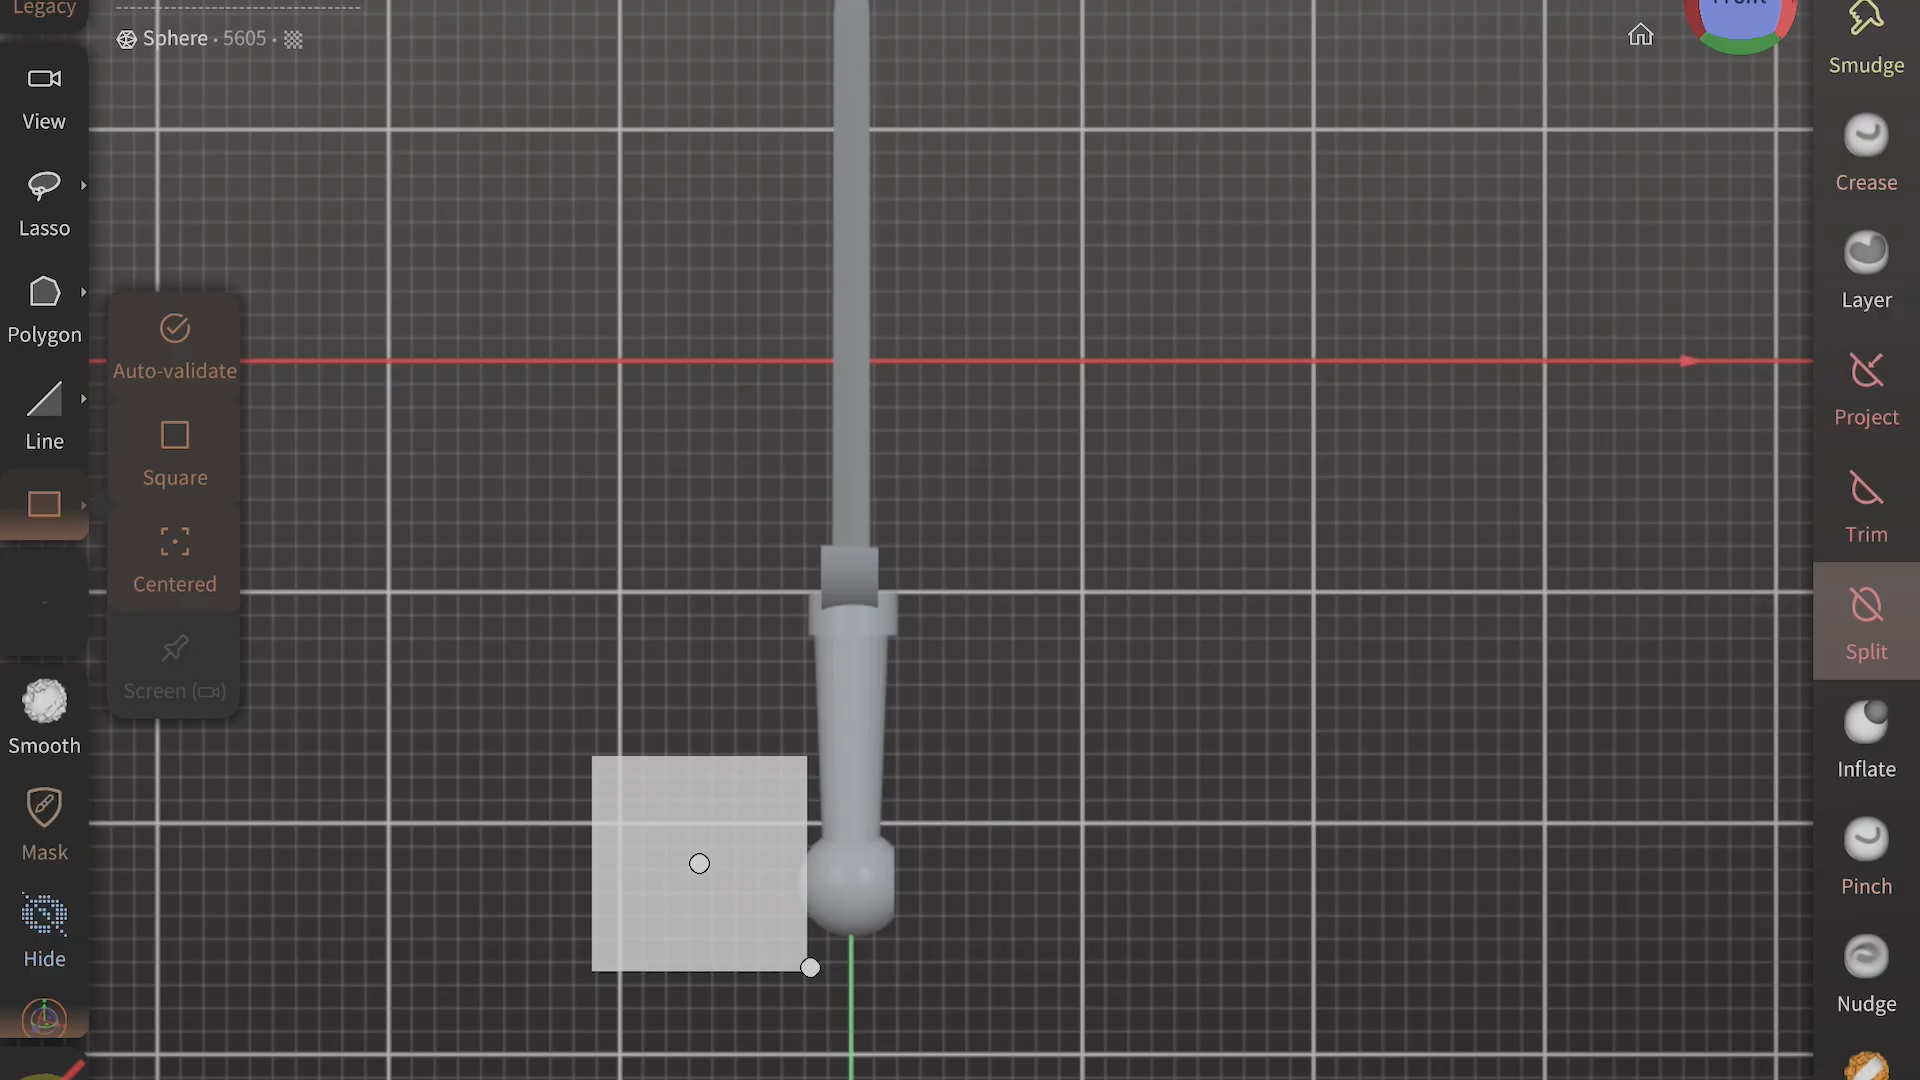 Legacy
Sphere · 5605 ·
View
Lasso
Polygon
Line
Auto-validate
Square
Centered
Screen ( )
Smooth
Mask
Hide
Front
Smudge
Crease
Layer
Project
Trim
Split
Inflate
Pinch
Nudge